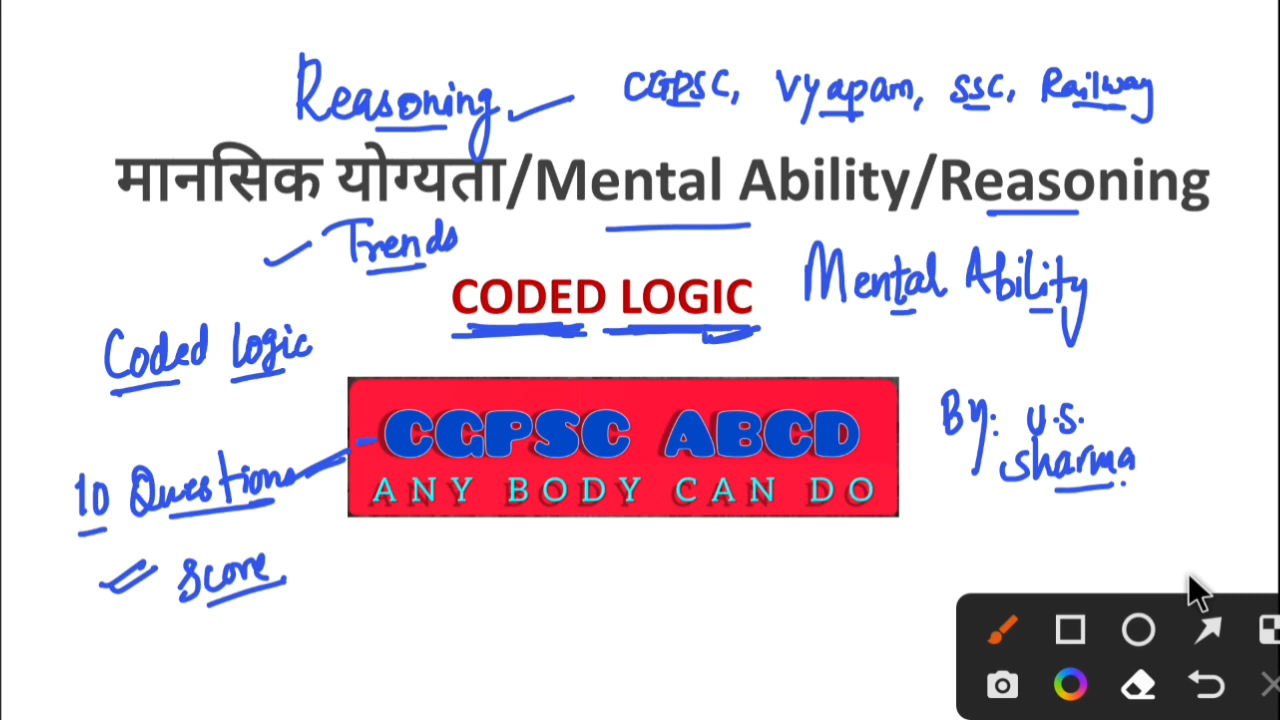 Reasoning CGPSC, Vyapam, SSC, Railway
मानसिक योग्यता/Mental Ability/Reasoning
Trends
CODED LOGIC
Mental Ability
Coded logic
CGPSC ABCD
ANY BODY CAN DO
By: U.S.
Sharma.
10 Questions
Score